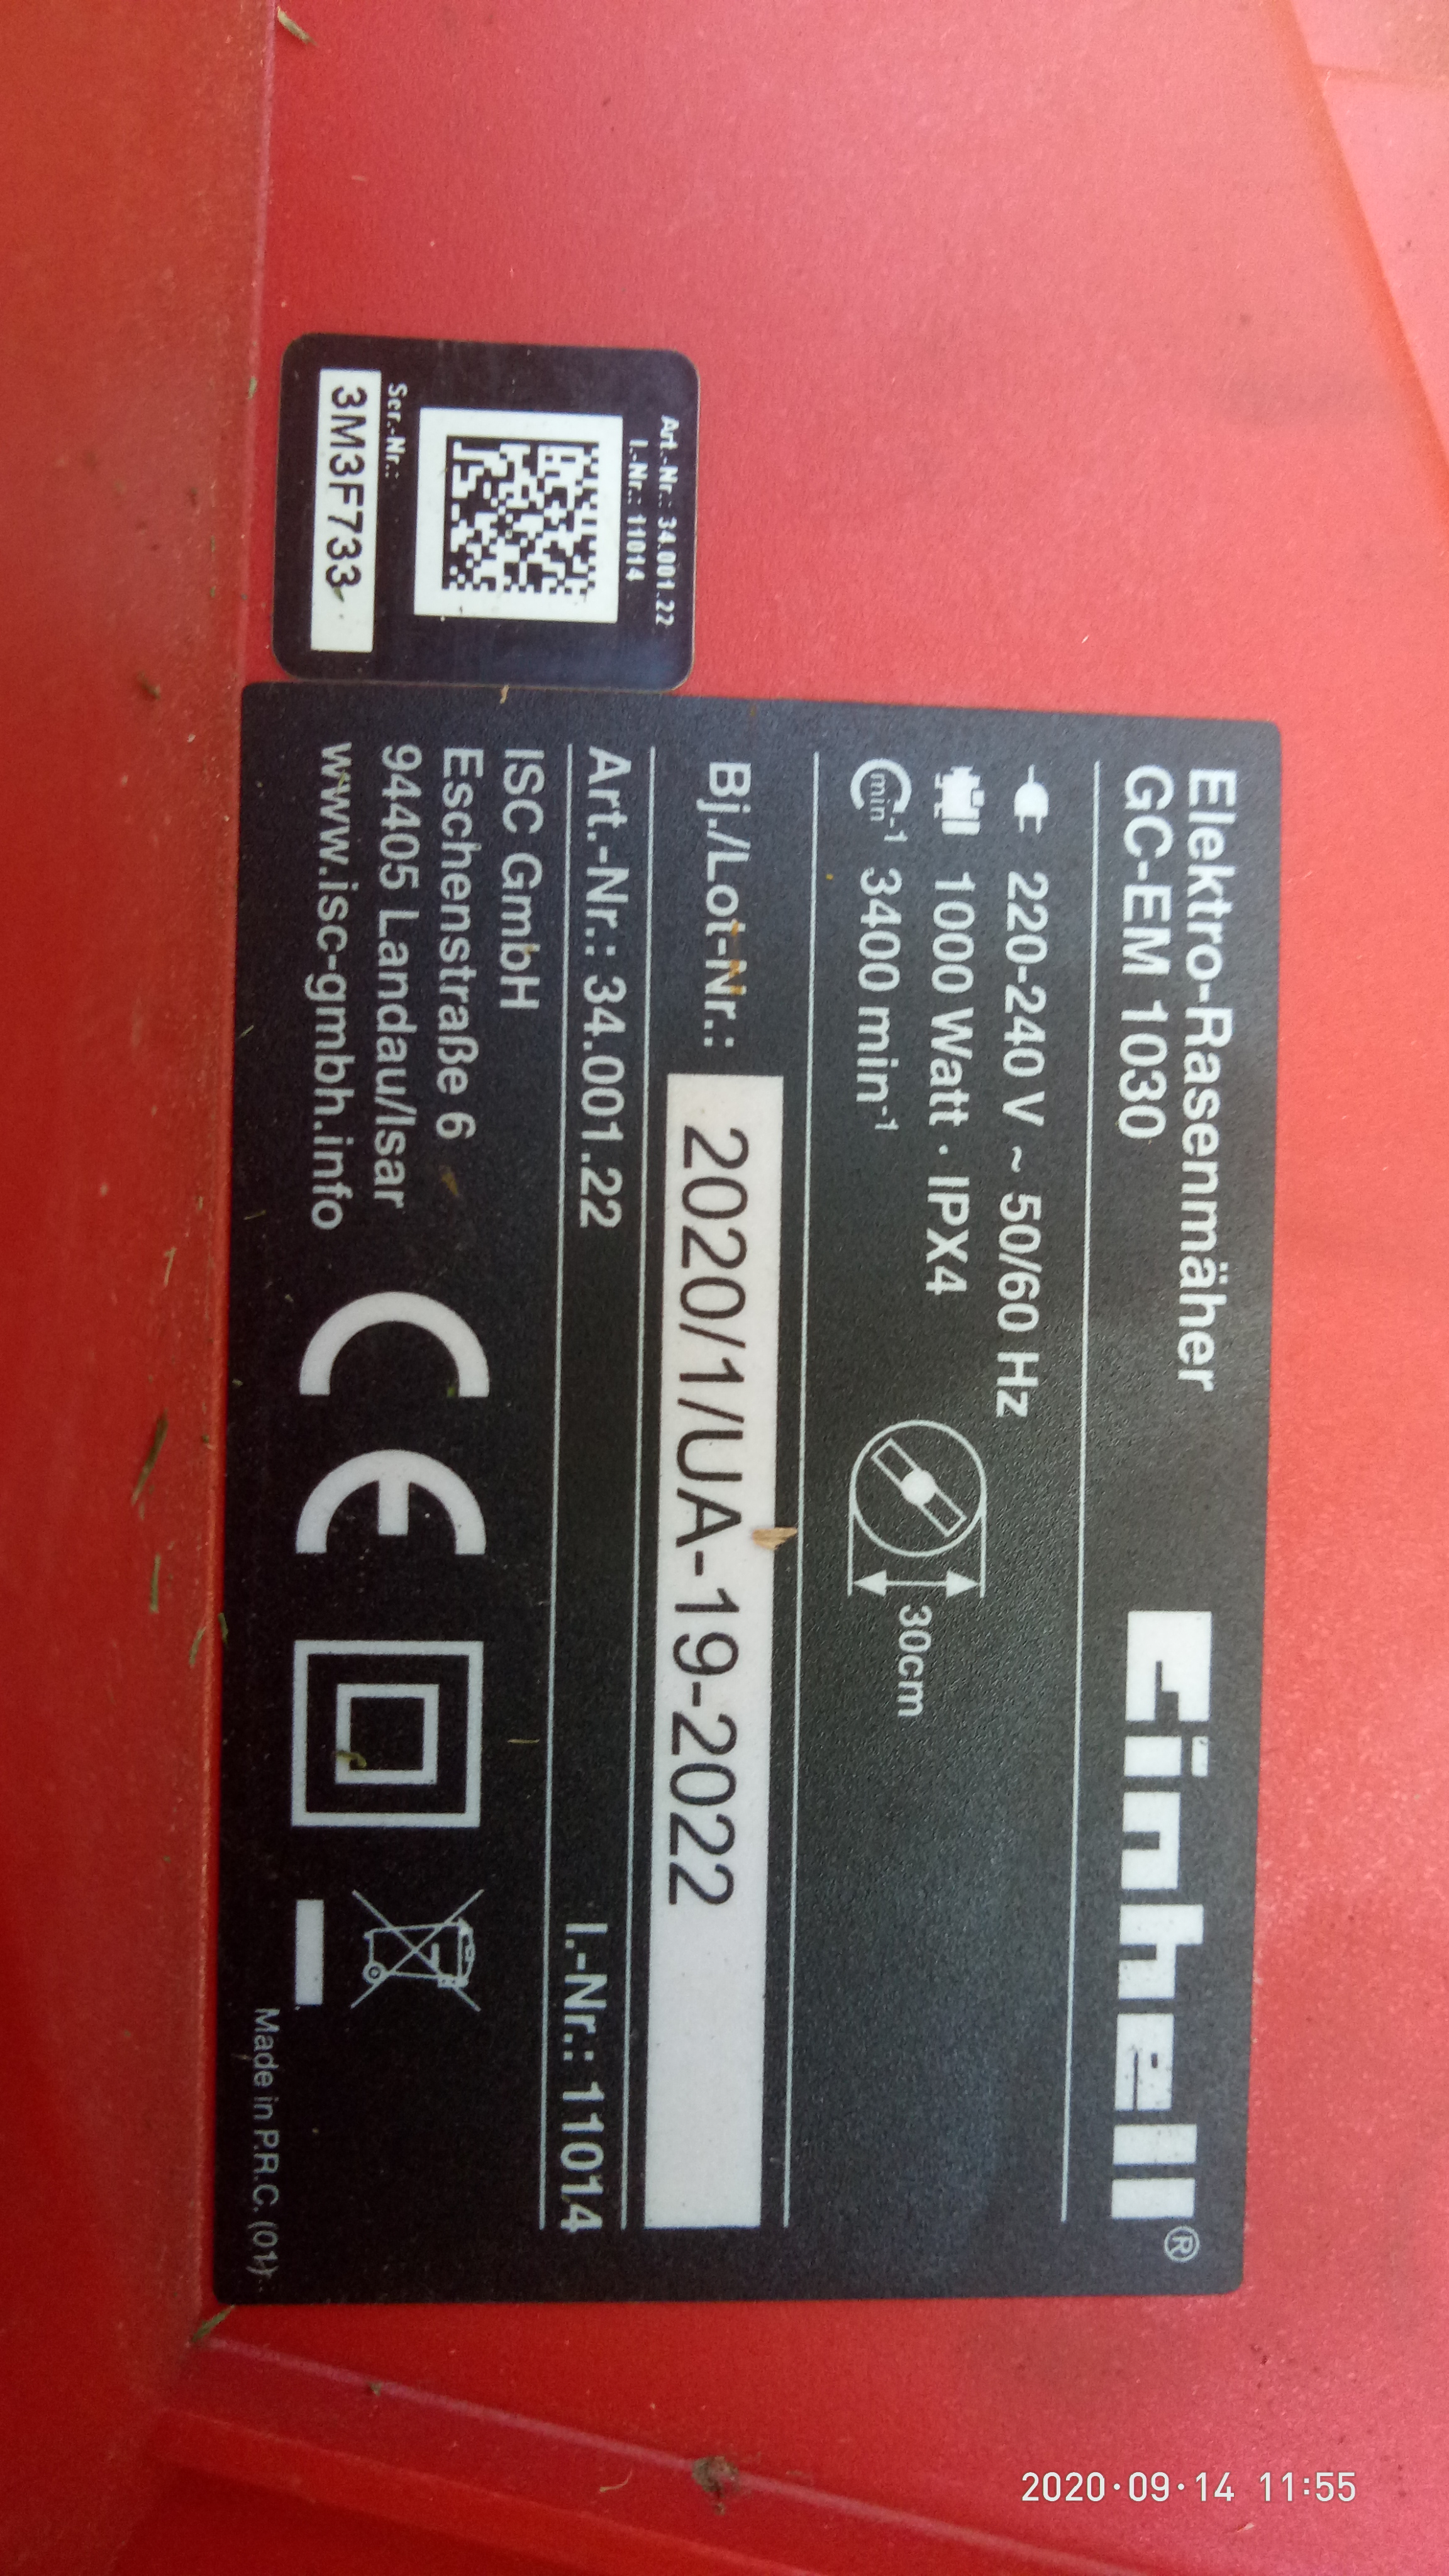 Elektro-Rasenmäher
GC-EM 1030
Einhell®
220-240 V ~ 50/60 Hz
1000 Watt · IPX4
min-1 3400 min-1
30cm
Bj./Lot-Nr.: 2020/1/UA-19-2022
Art.-Nr.: 34.001.22 I.-Nr.: 11014
ISC GmbH
Eschenstraße 6
94405 Landau/Isar
www.isc-gmbh.info
CE
Made in P.R.C. (01)
Art.-Nr.: 34.001.22
I.-Nr.: 11014
Ser.-Nr.:
3M3F733
2020·09·14 11:55